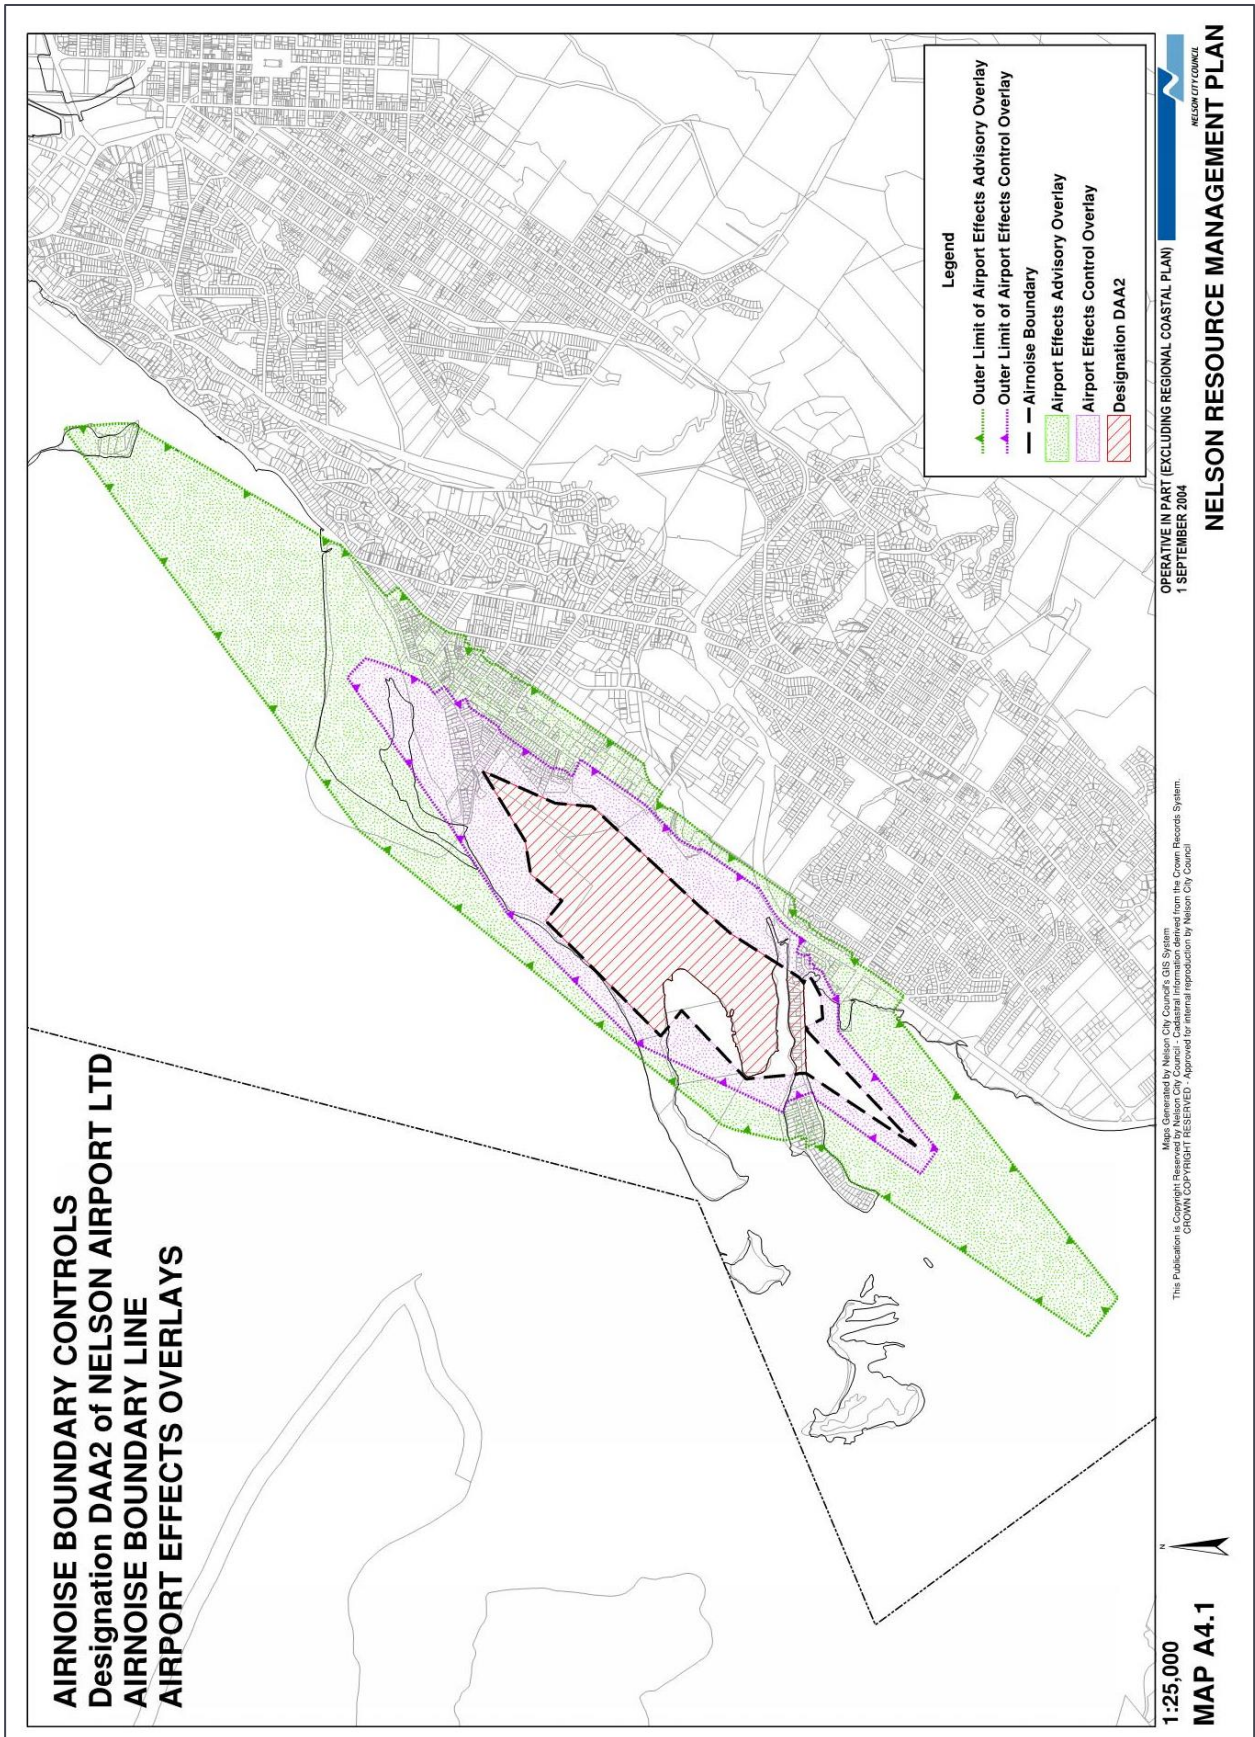 AIRNOISE BOUNDARY CONTROLS
Designation DAA2 of NELSON AIRPORT LTD
AIRNOISE BOUNDARY LINE
AIRPORT EFFECTS OVERLAYS
Legend
Outer Limit of Airport Effects Advisory Overlay
Outer Limit of Airport Effects Control Overlay
Airnoise Boundary
Airport Effects Advisory Overlay
Airport Effects Control Overlay
Designation DAA2
1:25,000
MAP A4.1
N
Maps Generated by Nelson City Council's GIS System
This Publication is Copyright Reserved by Nelson City Council - Cadastral Information derived from the Crown Records System.
CROWN COPYRIGHT RESERVED - Approved for internal reproduction by Nelson City Council
OPERATIVE IN PART (EXCLUDING REGIONAL COASTAL PLAN)
1 SEPTEMBER 2004
NELSON CITY COUNCIL
NELSON RESOURCE MANAGEMENT PLAN